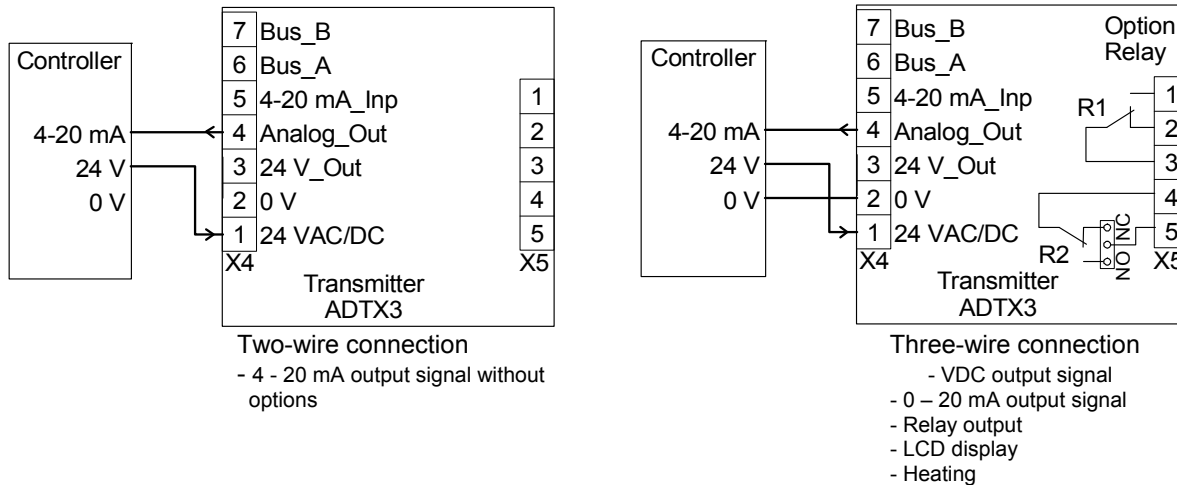 Controller
4-20 mA
24 V
0 V
7 Bus_B
6 Bus_A
5 4-20 mA_Inp
4 Analog_Out
3 24 V_Out
2 0 V
1 24 VAC/DC
X4
1
2
3
4
5
X5
Transmitter
ADTX3
Two-wire connection
- 4 - 20 mA output signal without
options
Controller
4-20 mA
24 V
0 V
7 Bus_B
6 Bus_A
5 4-20 mA_Inp
4 Analog_Out
3 24 V_Out
2 0 V
1 24 VAC/DC
X4
Option
Relay
R1
R2
NO NC
1
2
3
4
5
X5
Transmitter
ADTX3
Three-wire connection
- VDC output signal
- 0 – 20 mA output signal
- Relay output
- LCD display
- Heating